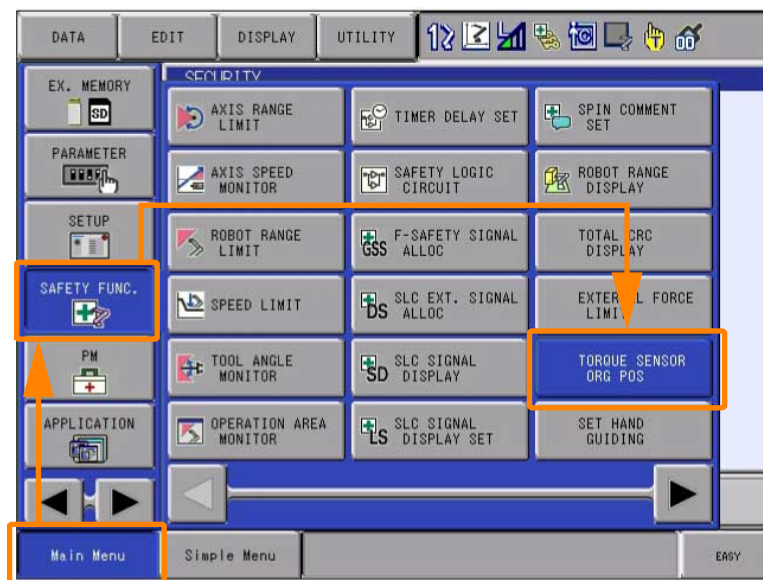 DATA
EDIT
DISPLAY
UTILITY
SECURITY
EX. MEMORY
SD
PARAMETER
SETUP
SAFETY FUNC.
PM
APPLICATION
AXIS RANGE
LIMIT
TIMER DELAY SET
SPIN COMMENT
SET
AXIS SPEED
MONITOR
SAFETY LOGIC
CIRCUIT
ROBOT RANGE
DISPLAY
ROBOT RANGE
LIMIT
GSS
F-SAFETY SIGNAL
ALLOC
TOTAL CRC
DISPLAY
SPEED LIMIT
DS
SLC EXT. SIGNAL
ALLOC
EXTERNAL FORCE
LIMIT
TOOL ANGLE
MONITOR
SD
SLC SIGNAL
DISPLAY
TORQUE SENSOR
ORG POS
OPERATION AREA
MONITOR
LS
SLC SIGNAL
DISPLAY SET
SET HAND
GUIDING
Main Menu
Simple Menu
EASY